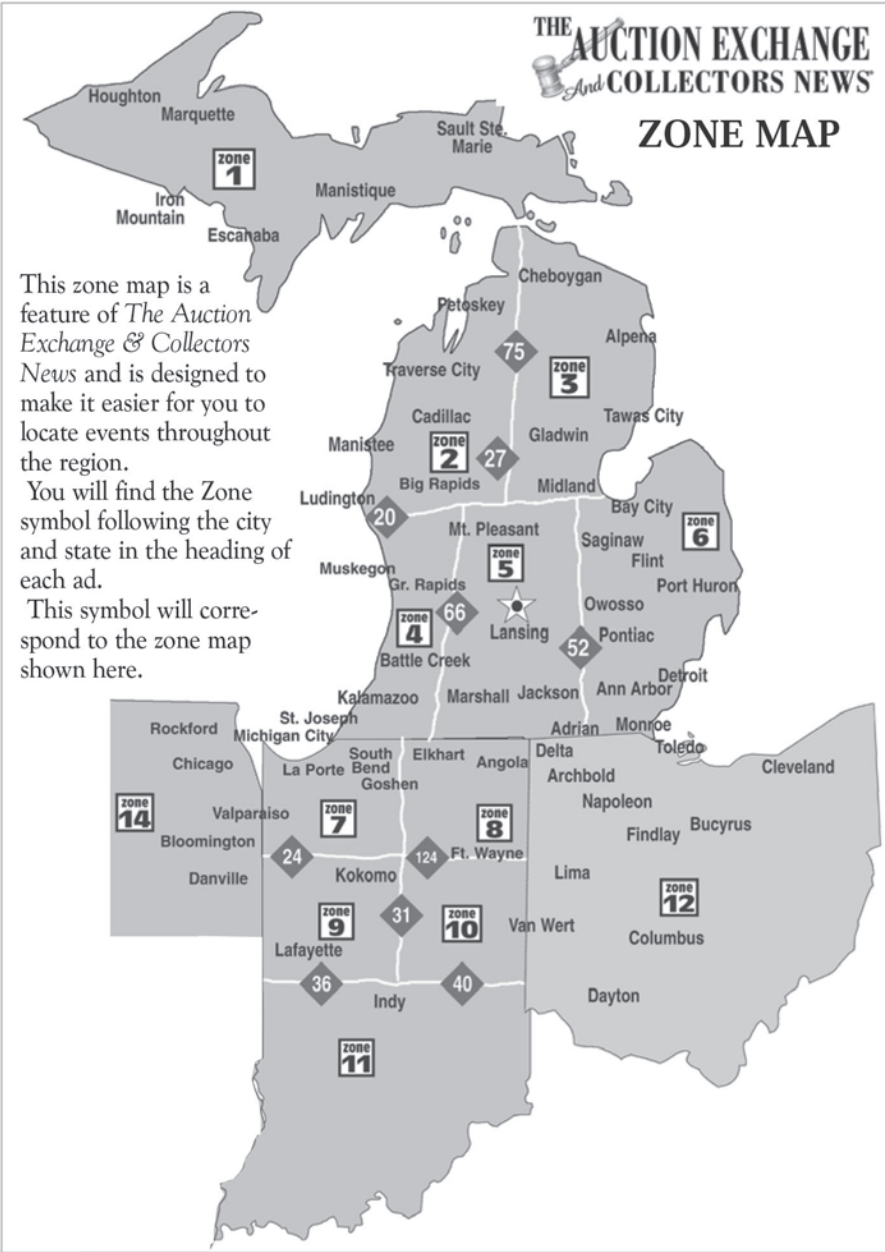 THE
AUCTION EXCHANGE
And COLLECTORS NEWS
ZONE MAP
Houghton
Marquette
Sault Ste.
Marie
zone
1
Manistique
Iron
Mountain
Escanaba
This zone map is a
feature of The Auction
Exchange & Collectors
News and is designed to
make it easier for you to
locate events throughout
the region.
You will find the Zone
symbol following the city
and state in the heading of
each ad.
This symbol will corre-
spond to the zone map
shown here.
Cheboygan
Petoskey
Alpena
75
Traverse City
zone
3
Cadillac
Tawas City
Manistee
zone
2
27
Gladwin
Big Rapids
Midland
Ludington
20
Bay City
Mt. Pleasant
zone
6
Saginaw
zone
5
Flint
Muskegon
Gr. Rapids
Port Huron
66
Owosso
zone
4
Lansing
Pontiac
52
Battle Creek
Detroit
Kalamazoo
Marshall
Jackson
Ann Arbor
St. Joseph
Michigan City
Adrian
Monroe
Toledo
Rockford
Chicago
zone
14
Valparaiso
Bloomington
Danville
La Porte
South
Bend
Goshen
Elkhart
Angola
Delta
Archbold
Cleveland
Napoleon
zone
7
zone
8
Findlay
Bucyrus
24
124
Ft. Wayne
Kokomo
Lima
zone
9
31
zone
10
Van Wert
zone
12
Columbus
Lafayette
36
40
Indy
Dayton
zone
11